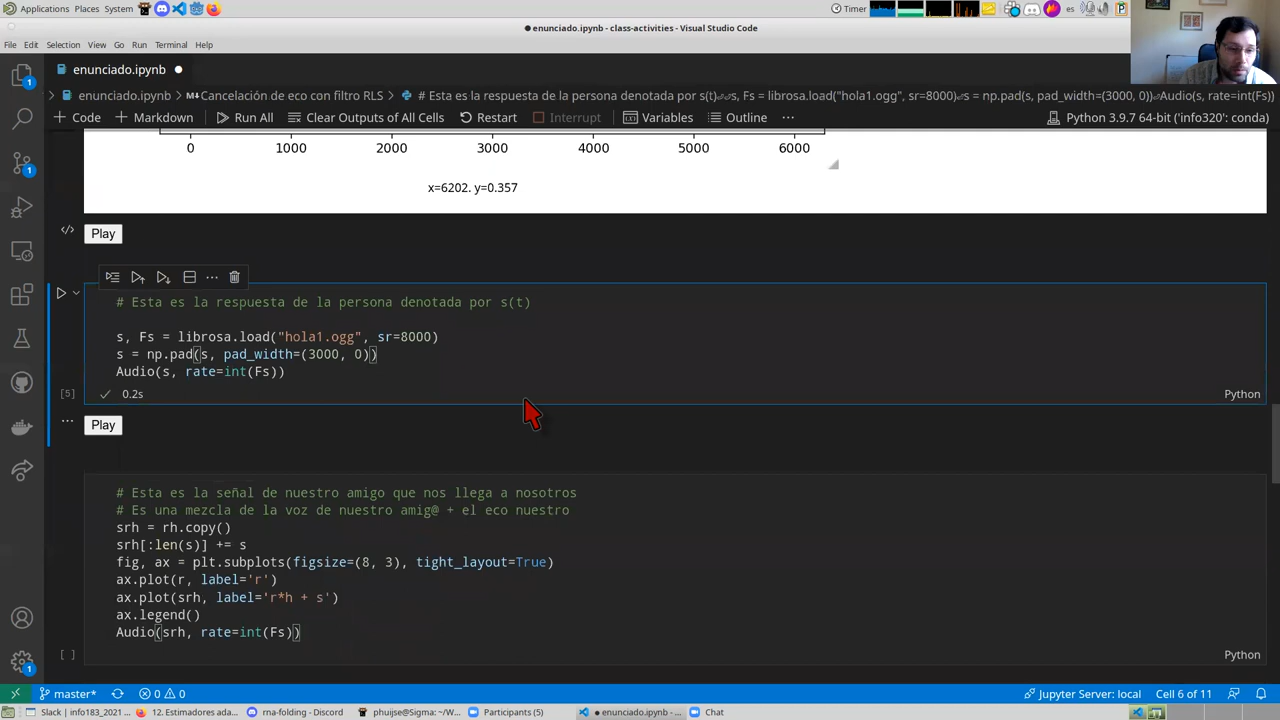 Applications Places System Timer es
enunciado.ipynb - class-activities - Visual Studio Code
File Edit Selection View Go Run Terminal Help
enunciado.ipynb
enunciado.ipynb > Cancelación de eco con filtro RLS > # Esta es la respuesta de la persona denotada por s(t)⏎⏎s, Fs = librosa.load("hola1.ogg", sr=8000)⏎s = np.pad(s, pad_width=(3000, 0))⏎Audio(s, rate=int(Fs))
+ Code + Markdown Run All Clear Outputs of All Cells Restart Interrupt Variables Outline ... Python 3.9.7 64-bit ('info320': conda)
0 1000 2000 3000 4000 5000 6000
x=6202. y=0.357
Play
# Esta es la respuesta de la persona denotada por s(t)
s, Fs = librosa.load("hola1.ogg", sr=8000)
s = np.pad(s, pad_width=(3000, 0))
Audio(s, rate=int(Fs))
[5] 0.2s Python
Play
# Esta es la señal de nuestro amigo que nos llega a nosotros
# Es una mezcla de la voz de nuestro amig@ + el eco nuestro
srh = rh.copy()
srh[:len(s)] += s
fig, ax = plt.subplots(figsize=(8, 3), tight_layout=True)
ax.plot(r, label='r')
ax.plot(srh, label='r*h + s')
ax.legend()
Audio(srh, rate=int(Fs))
[ ] Python
master* 0 0 Jupyter Server: local Cell 6 of 11
Slack | info183_2021 ... 12. Estimadores ada... rna-folding - Discord phuijse@Sigma: ~/W... Participants (5) enunciado.ipynb -... Chat